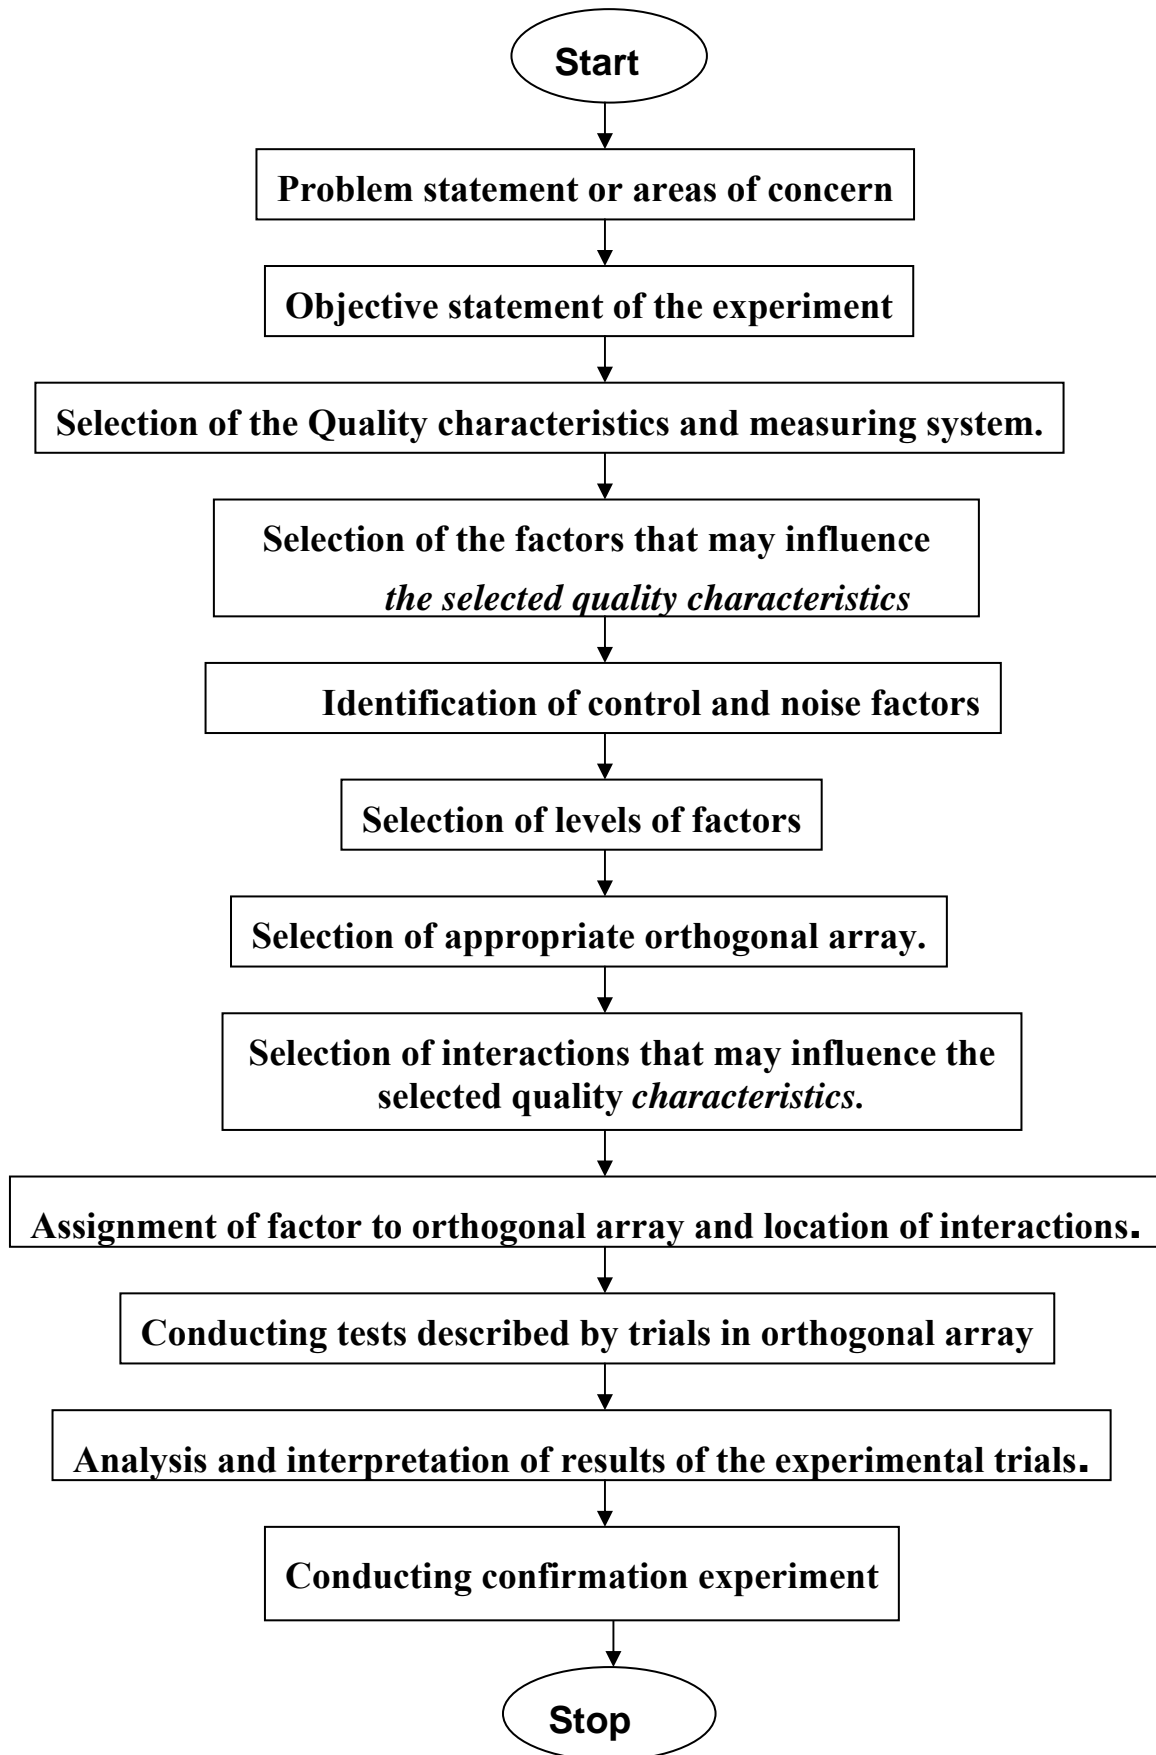 Start
Problem statement or areas of concern
Objective statement of the experiment
Selection of the Quality characteristics and measuring system.
Selection of the factors that may influence
the selected quality characteristics
Identification of control and noise factors
Selection of levels of factors
Selection of appropriate orthogonal array.
Selection of interactions that may influence the
selected quality characteristics.
Assignment of factor to orthogonal array and location of interactions.
Conducting tests described by trials in orthogonal array
Analysis and interpretation of results of the experimental trials.
Conducting confirmation experiment
Stop